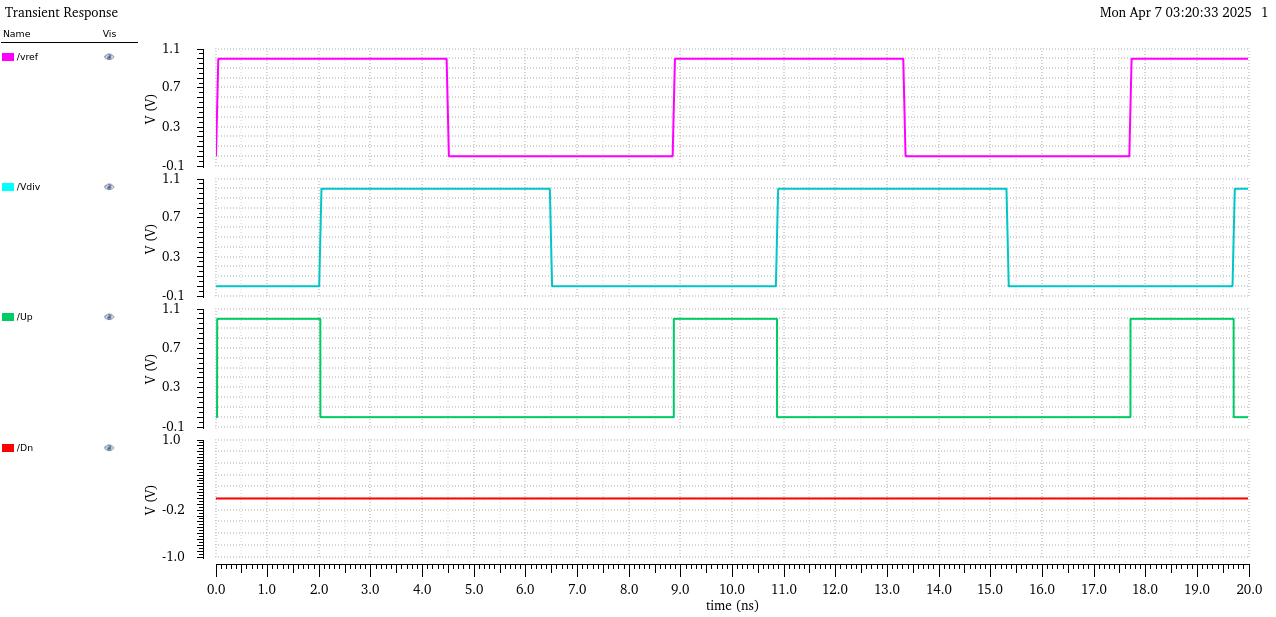 Transient Response
Mon Apr 7 03:20:33 2025 1
Name Vis
/vref
V (V)
1.1
0.7
0.3
-0.1
/Vdiv
V (V)
1.1
0.7
0.3
-0.1
/Up
V (V)
1.1
0.7
0.3
-0.1
/Dn
V (V)
1.0
-0.2
-1.0
0.0 1.0 2.0 3.0 4.0 5.0 6.0 7.0 8.0 9.0 10.0 11.0 12.0 13.0 14.0 15.0 16.0 17.0 18.0 19.0 20.0
time (ns)